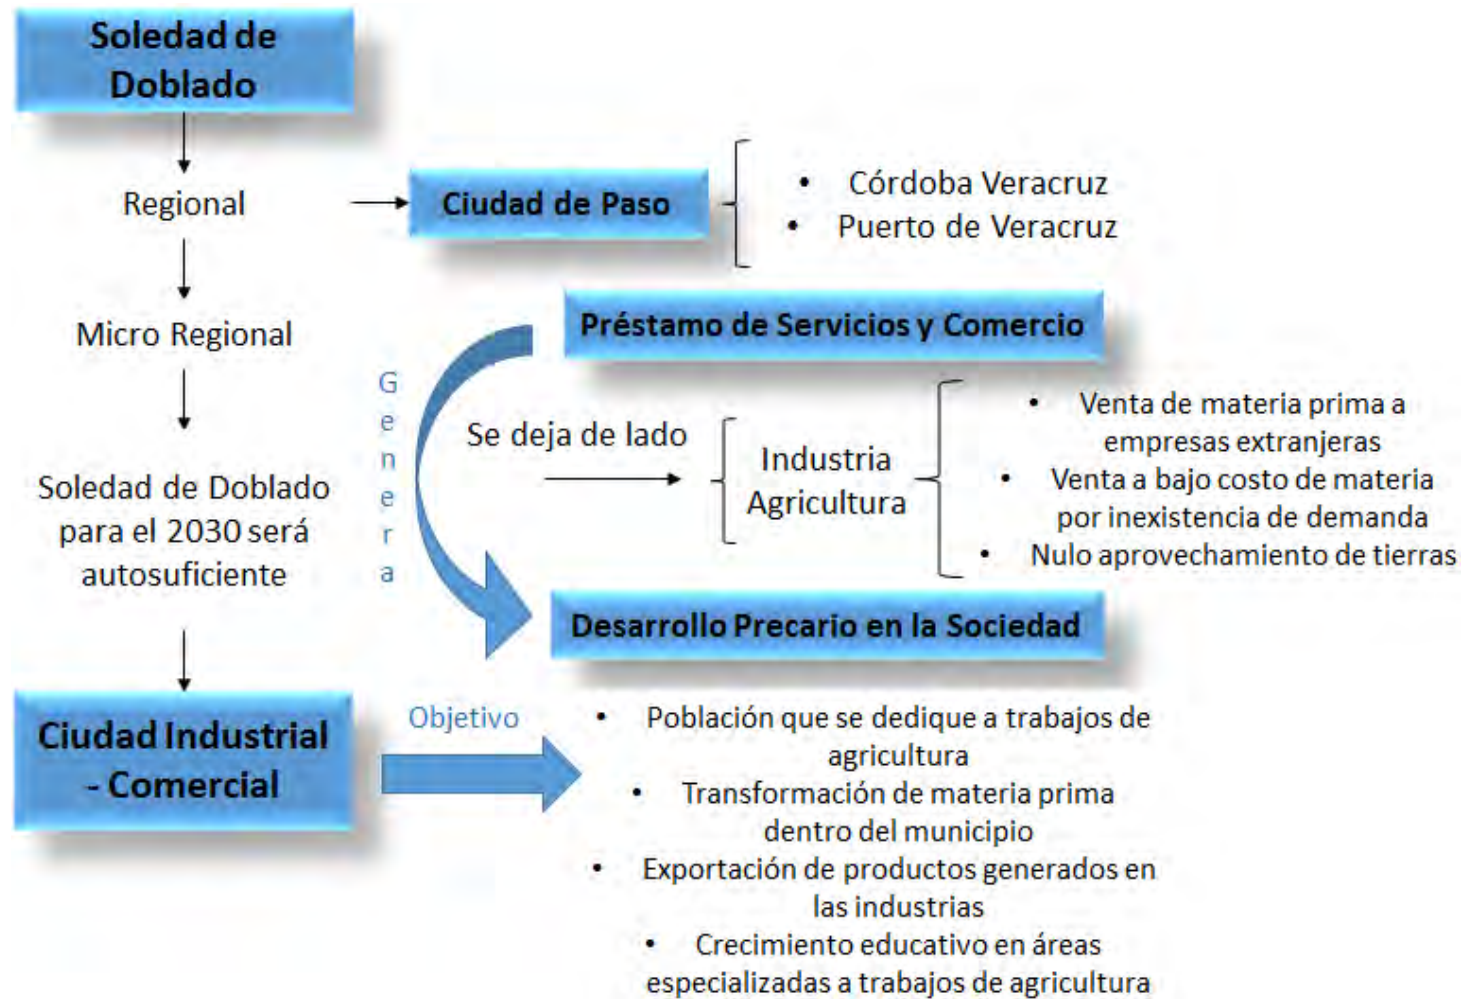 Soledad de
Doblado
Regional
Ciudad de Paso
• Córdoba Veracruz
• Puerto de Veracruz
Micro Regional
Préstamo de Servicios y Comercio
Genera
Se deja de lado
Industria
Agricultura
• Venta de materia prima a
empresas extranjeras
• Venta a bajo costo de materia
por inexistencia de demanda
• Nulo aprovechamiento de tierras
Soledad de Doblado
para el 2030 será
autosuficiente
Desarrollo Precario en la Sociedad
Ciudad Industrial
- Comercial
Objetivo
• Población que se dedique a trabajos de
agricultura
• Transformación de materia prima
dentro del municipio
• Exportación de productos generados en
las industrias
• Crecimiento educativo en áreas
especializadas a trabajos de agricultura